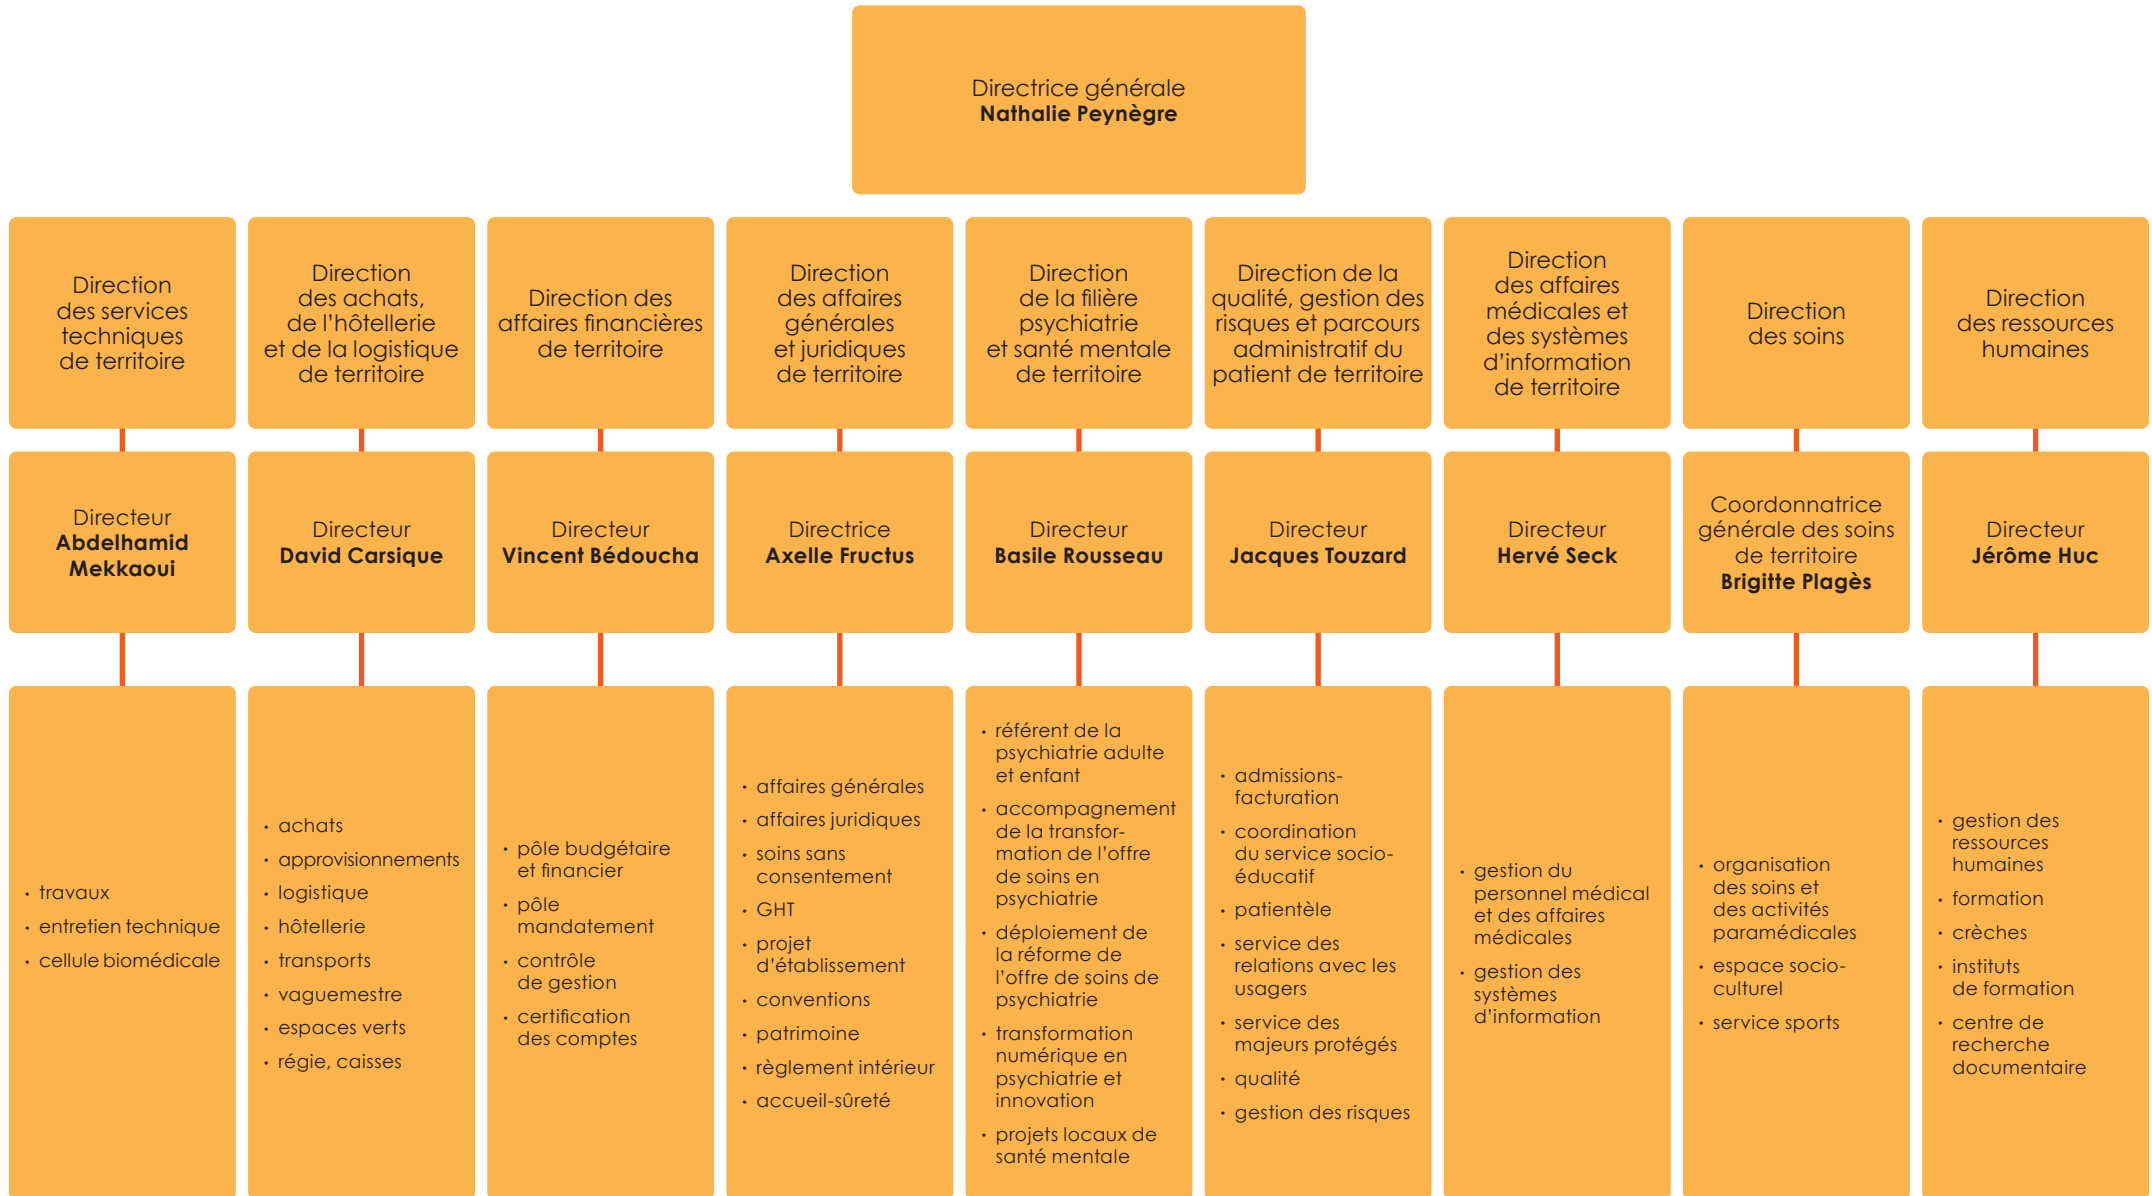 Directrice générale
Nathalie Peynègre
Direction
des services
techniques
de territoire
Direction
des achats,
de l’hôtellerie
et de la logistique
de territoire
Direction des
affaires financières
de territoire
Direction
des affaires
générales
et juridiques
de territoire
Direction
de la filière
psychiatrie
et santé mentale
de territoire
Direction de la
qualité, gestion des
risques et parcours
administratif du
patient de territoire
Direction
des affaires
médicales et
des systèmes
d’information
de territoire
Direction
des soins
Direction
des ressources
humaines
Directeur
Abdelhamid
Mekkaoui
Directeur
David Carsique
Directeur
Vincent Bédoucha
Directrice
Axelle Fructus
Directeur
Basile Rousseau
Directeur
Jacques Touzard
Directeur
Hervé Seck
Coordonnatrice
générale des soins
de territoire
Brigitte Plagès
Directeur
Jérôme Huc
• travaux
• entretien technique
• cellule biomédicale
• achats
• approvisionnements
• logistique
• hôtellerie
• transports
• vaguemestre
• espaces verts
• régie, caisses
• pôle budgétaire
et financier
• pôle
mandatement
• contrôle
de gestion
• certification
des comptes
• affaires générales
• affaires juridiques
• soins sans
consentement
• GHT
• projet
d’établissement
• conventions
• patrimoine
• règlement intérieur
• accueil-sûreté
• référent de la
psychiatrie adulte
et enfant
• accompagnement
de la transfor-
mation de l’offre
de soins en
psychiatrie
• déploiement de
la réforme de
l’offre de soins de
psychiatrie
• transformation
numérique en
psychiatrie et
innovation
• projets locaux de
santé mentale
• admissions-
facturation
• coordination
du service socio-
éducatif
• patientèle
• service des
relations avec les
usagers
• service des
majeurs protégés
• qualité
• gestion des risques
• gestion du
personnel médical
et des affaires
médicales
• gestion des
systèmes
d’information
• organisation
des soins et
des activités
paramédicales
• espace socio-
culturel
• service sports
• gestion des
ressources
humaines
• formation
• crèches
• instituts
de formation
• centre de
recherche
documentaire